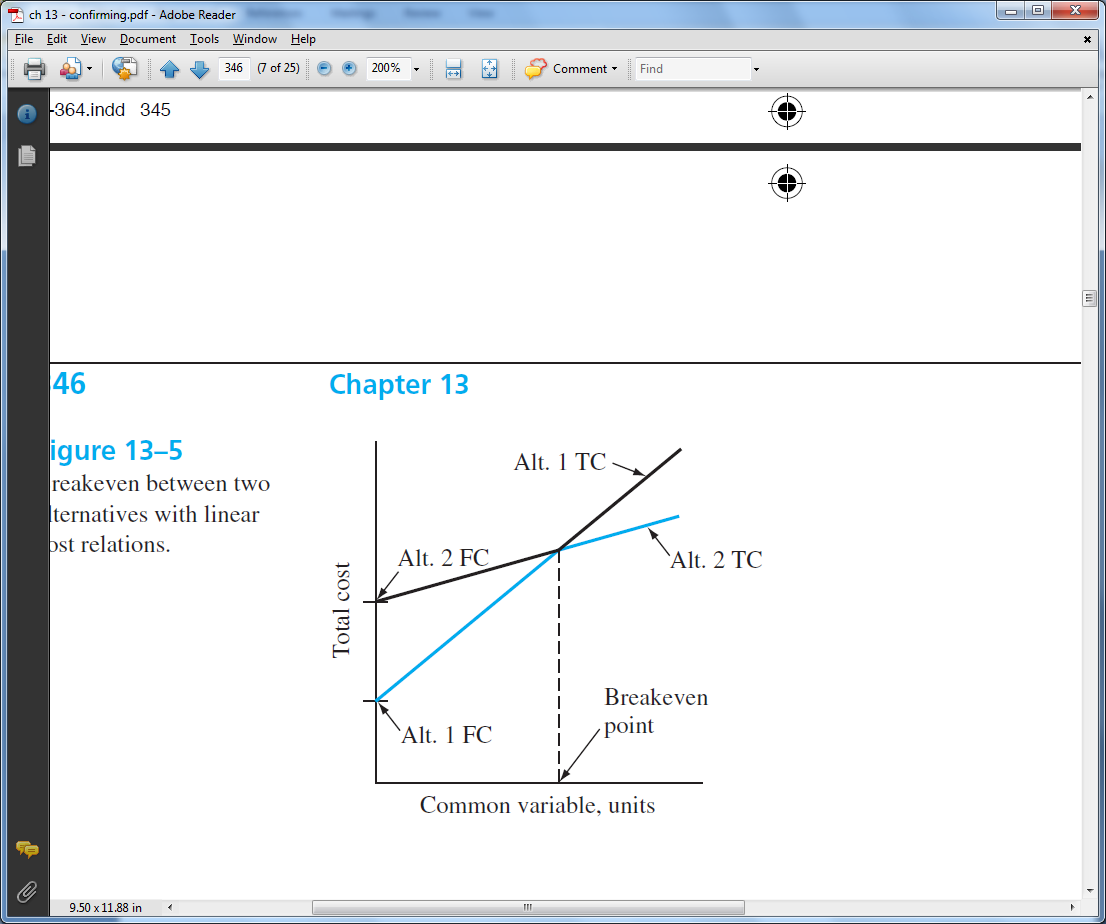 ch 13 - confirming.pdf - Adobe Reader
File Edit View Document Tools Window Help
346 (7 of 25) 200% Comment Find
-364.indd 345
46 Chapter 13
igure 13–5
reakeven between two
lternatives with linear
ost relations.
Alt. 1 TC
Alt. 2 FC
Alt. 2 TC
Total cost
Breakeven
point
Alt. 1 FC
Common variable, units
9.50 x 11.88 in